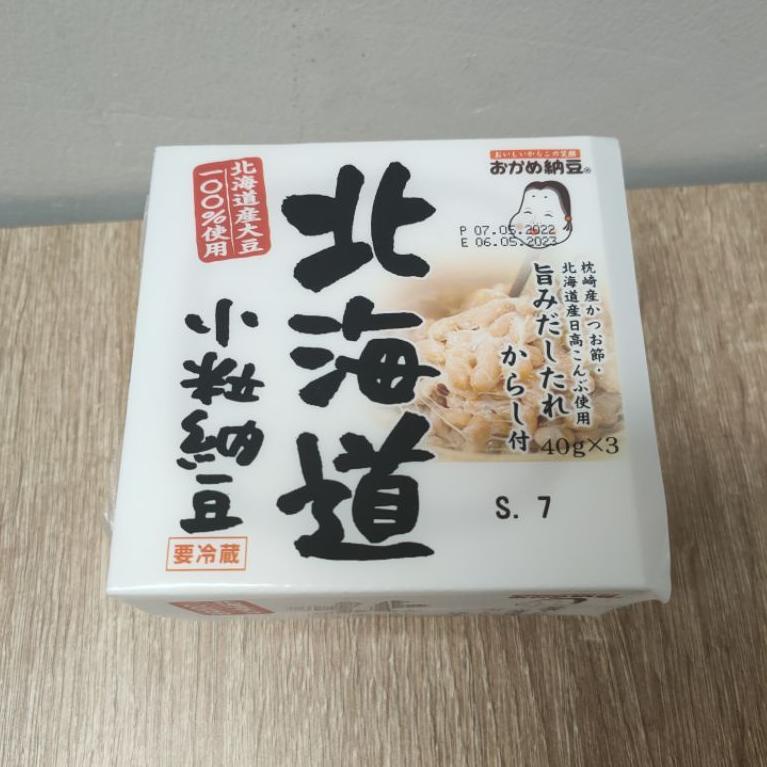 北海道産大豆
一〇〇%使用
北海道
小粒納豆
要冷蔵
おいしいからこの笑顔
おかめ納豆®
P 07.05.2022
E 06.05.2023
枕崎産かつお節・
北海道産日高こんぶ使用
旨みだしたれ
からし付
40g×3
S. 7